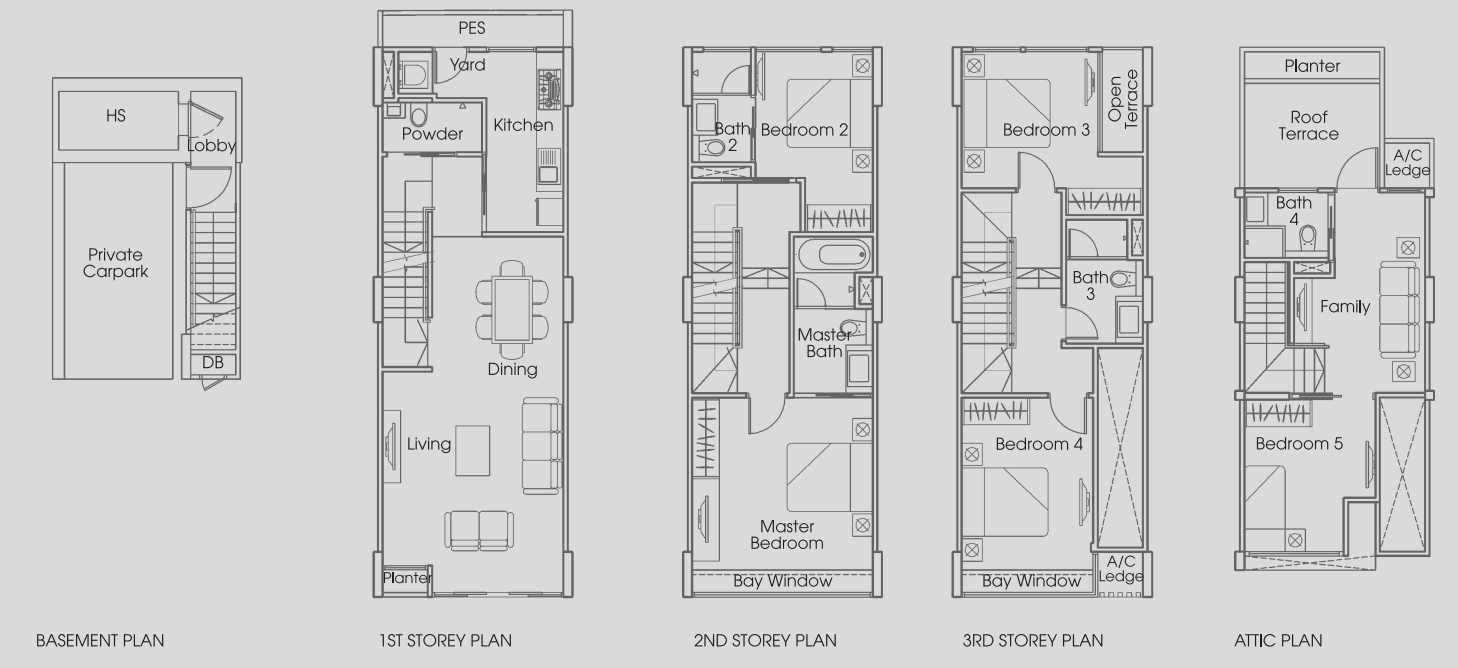 HS
Lobby
Private
Carpark
DB
BASEMENT PLAN
PES
Yard
Powder
Kitchen
Dining
Living
Planter
1ST STOREY PLAN
Bath
2
Bedroom 2
Master
Bath
Master
Bedroom
Bay Window
2ND STOREY PLAN
Bedroom 3
Open
Terrace
Bath
3
Bedroom 4
Bay Window
A/C
Ledge
3RD STOREY PLAN
Planter
Roof
Terrace
A/C
Ledge
Bath
4
Family
Bedroom 5
ATTIC PLAN